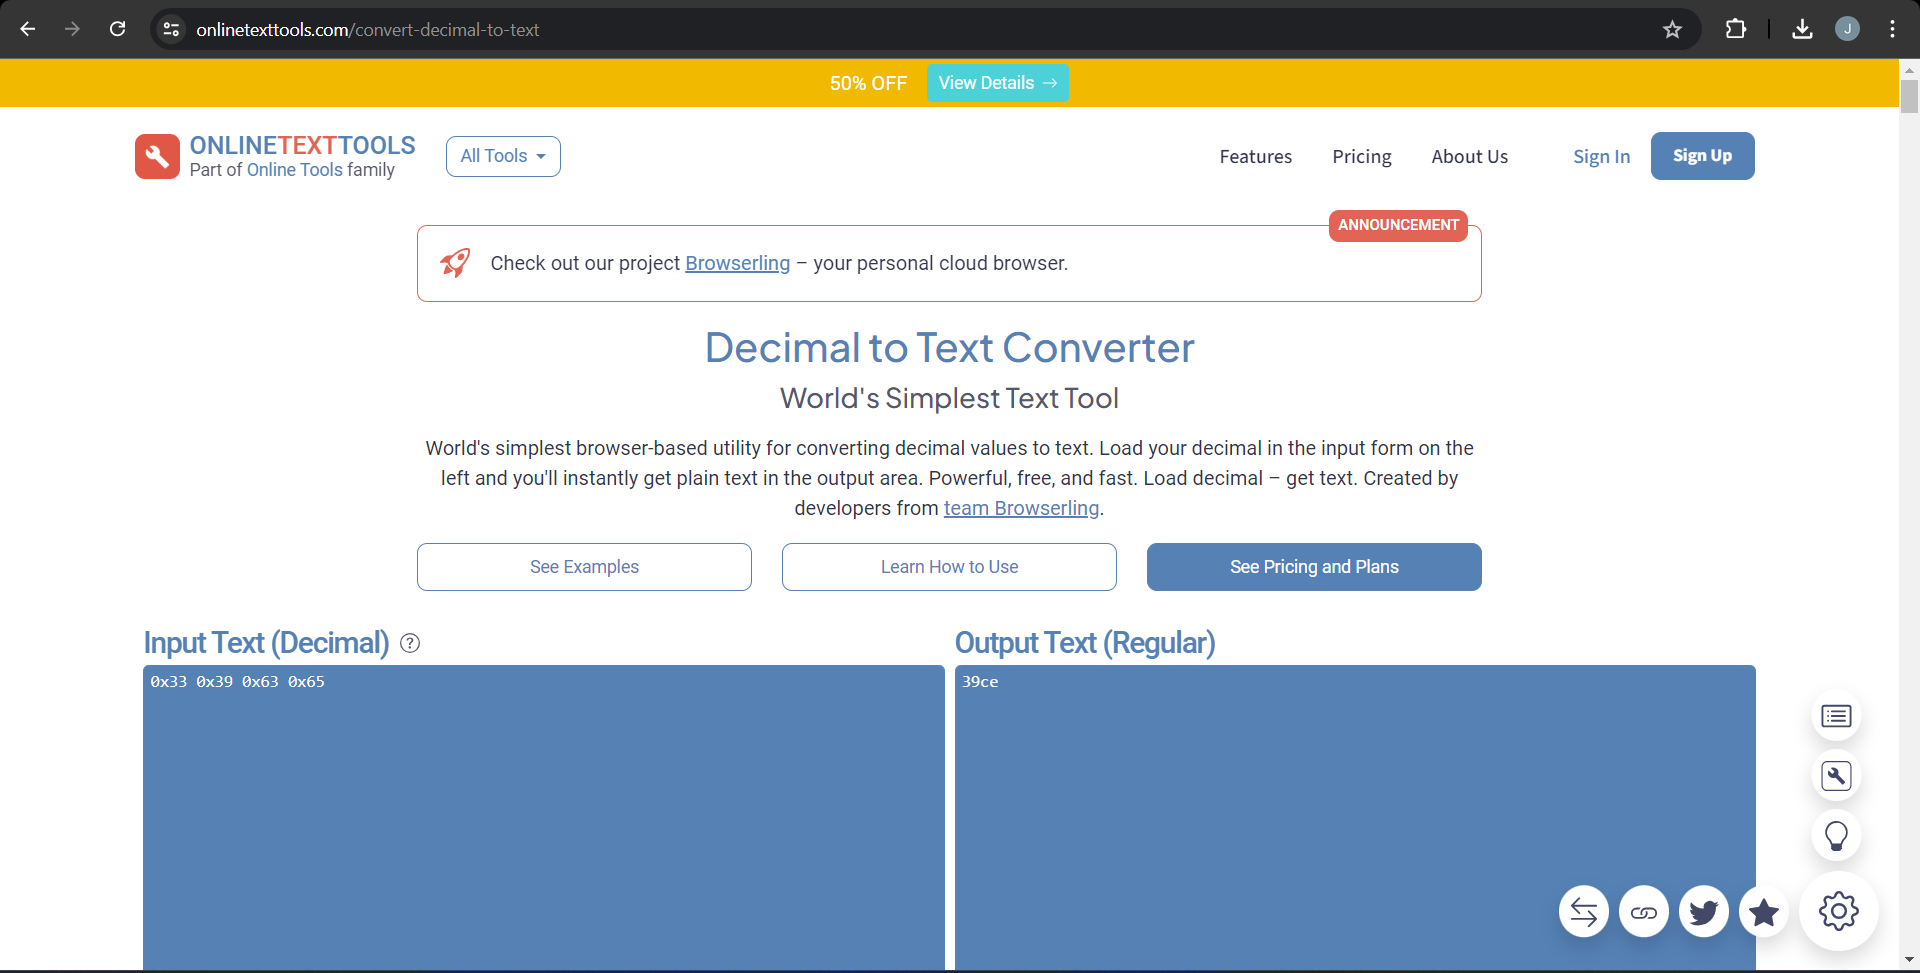 onlinetexttools.com/convert-decimal-to-text
J
50% OFF
View Details →
ONLINETEXTTOOLS
Part of Online Tools family
All Tools
Features
Pricing
About Us
Sign In
Sign Up
ANNOUNCEMENT
Check out our project Browserling – your personal cloud browser.
Decimal to Text Converter
World's Simplest Text Tool
World's simplest browser-based utility for converting decimal values to text. Load your decimal in the input form on the
left and you'll instantly get plain text in the output area. Powerful, free, and fast. Load decimal – get text. Created by
developers from team Browserling.
See Examples
Learn How to Use
See Pricing and Plans
Input Text (Decimal) ?
Output Text (Regular)
0x33 0x39 0x63 0x65
39ce